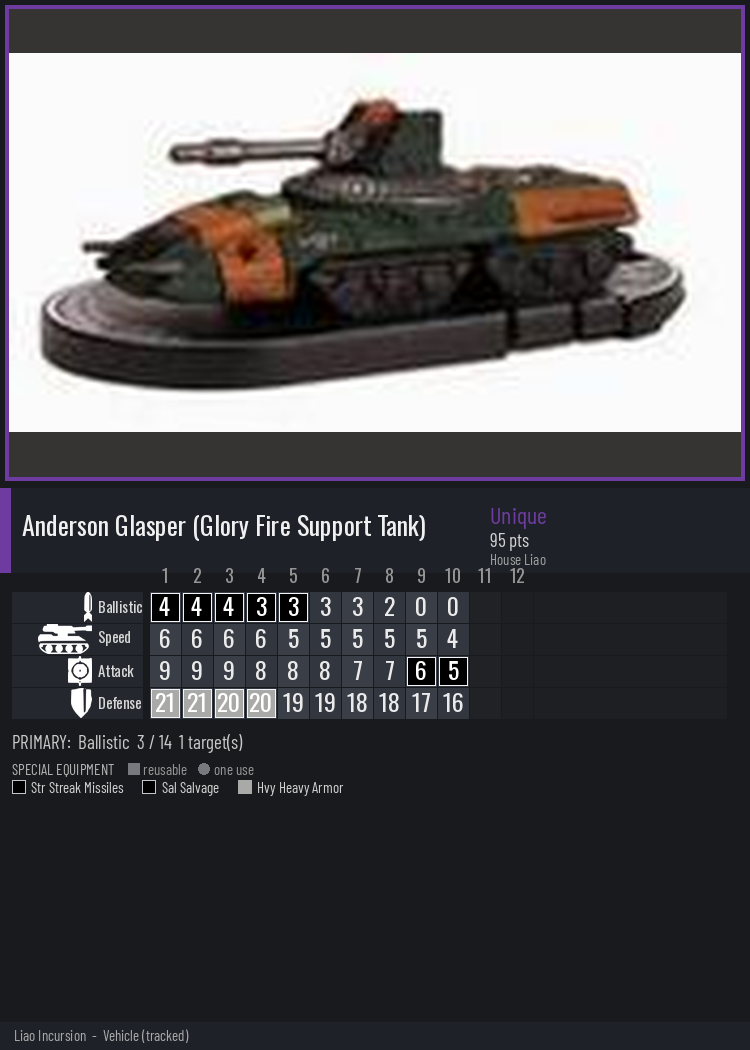 Anderson Glasper (Glory Fire Support Tank)
Unique
95 pts
House Liao
1 2 3 4 5 6 7 8 9 10 11 12
Ballistic 4 4 4 3 3 3 3 2 0 0
Speed 6 6 6 6 5 5 5 5 5 4
Attack 9 9 9 8 8 8 7 7 6 5
Defense 21 21 20 20 19 19 18 18 17 16
PRIMARY: Ballistic 3 / 14 1 target(s)
SPECIAL EQUIPMENT reusable one use
Str Streak Missiles Sal Salvage Hvy Heavy Armor
Liao Incursion - Vehicle (tracked)